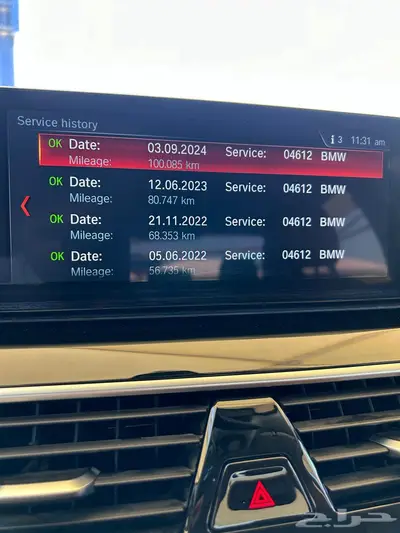 Service history
i 3 11:31 am
OK Date: 03.09.2024 Service: 04612 BMW
Mileage: 100.085 km
OK Date: 12.06.2023 Service: 04612 BMW
Mileage: 80.747 km
OK Date: 21.11.2022 Service: 04612 BMW
Mileage: 68.353 km
OK Date: 05.06.2022 Service: 04612 BMW
Mileage: 56.735 km
حراج